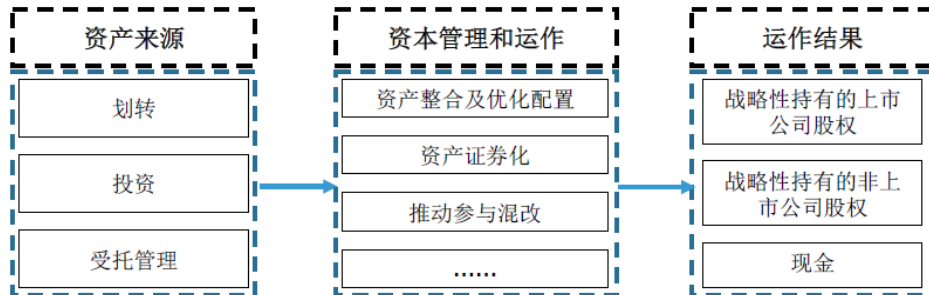 资产来源
划转
投资
受托管理
资本管理和运作
资产整合及优化配置
资产证券化
推动参与混改
......
运作结果
战略性持有的上市
公司股权
战略性持有的非上
市公司股权
现金